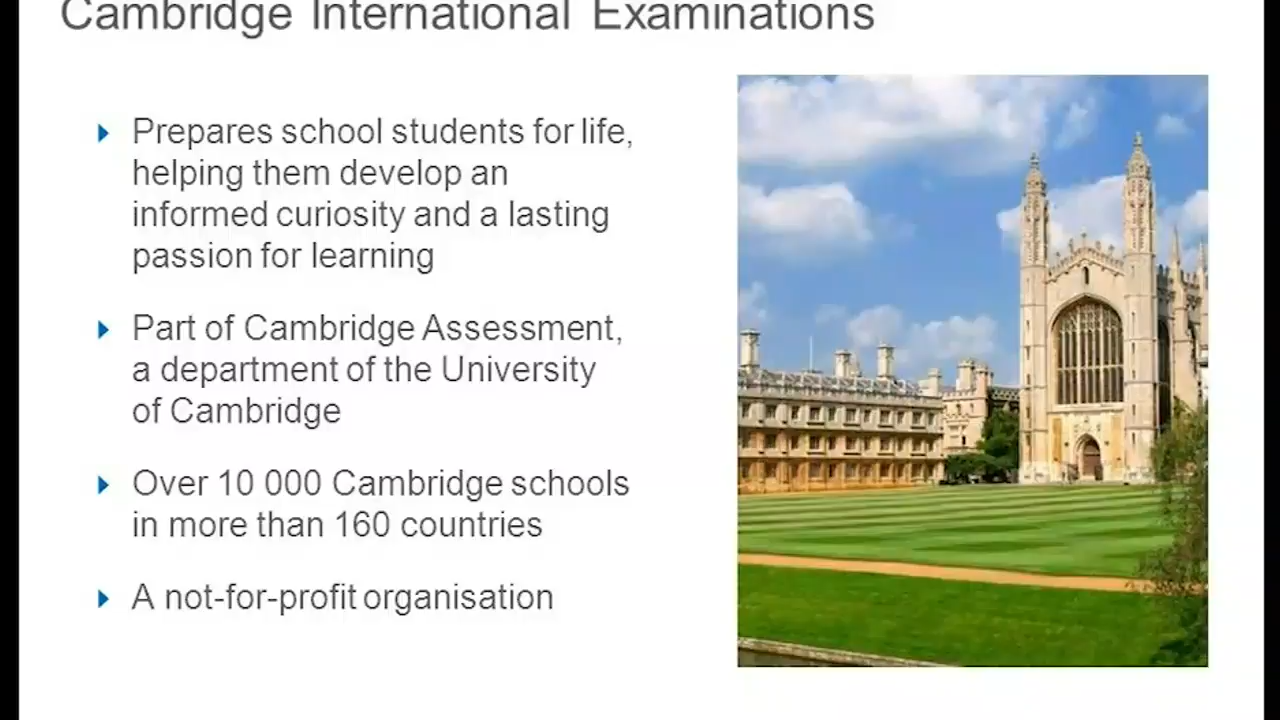 Cambridge International Examinations
Prepares school students for life,
helping them develop an
informed curiosity and a lasting
passion for learning
Part of Cambridge Assessment,
a department of the University
of Cambridge
Over 10 000 Cambridge schools
in more than 160 countries
A not-for-profit organisation